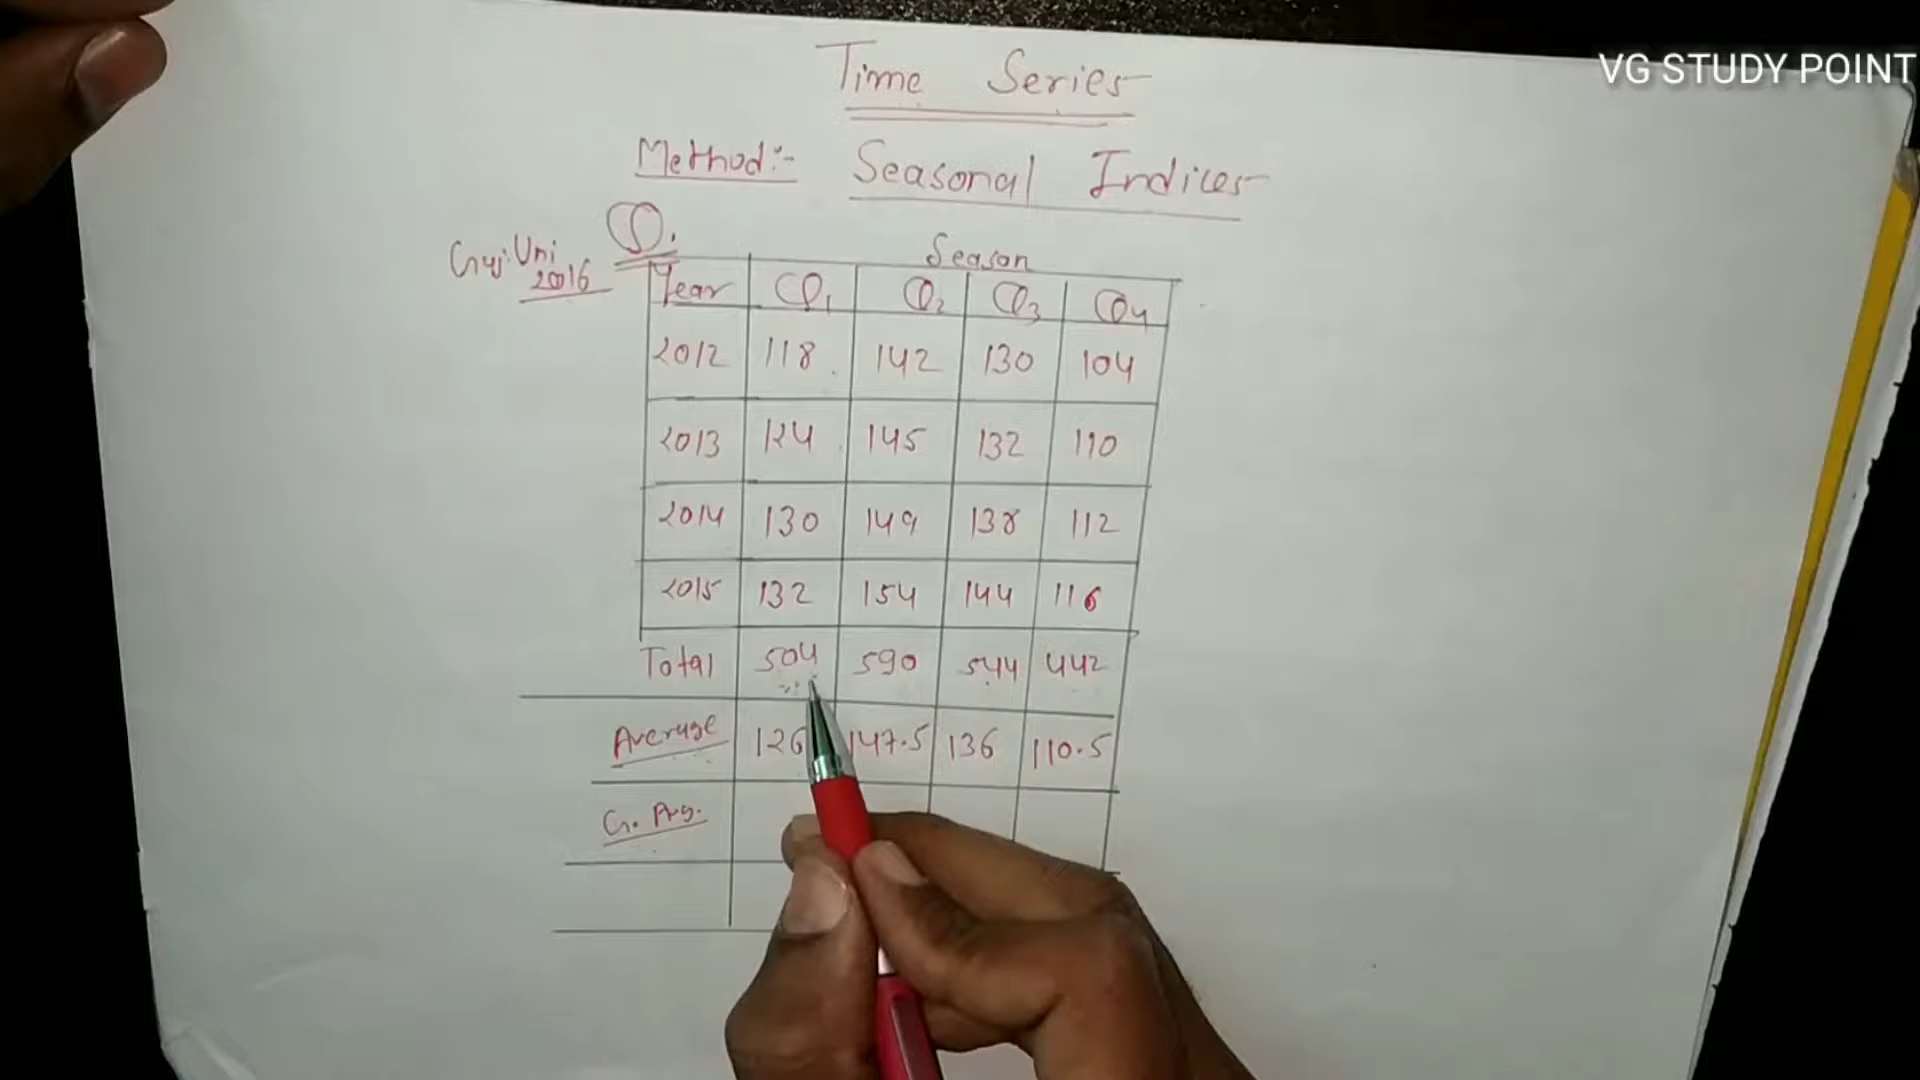 VG STUDY POINT
Time Series
Method:- Seasonal Indices
Guj. Uni 2016
Q.
Season
Year Q1 Q2 Q3 Q4
2012 118 142 130 104
2013 124 145 132 110
2014 130 149 138 112
2015 132 154 144 116
Total 504 590 544 442
Average 126 147.5 136 110.5
G. Avg.